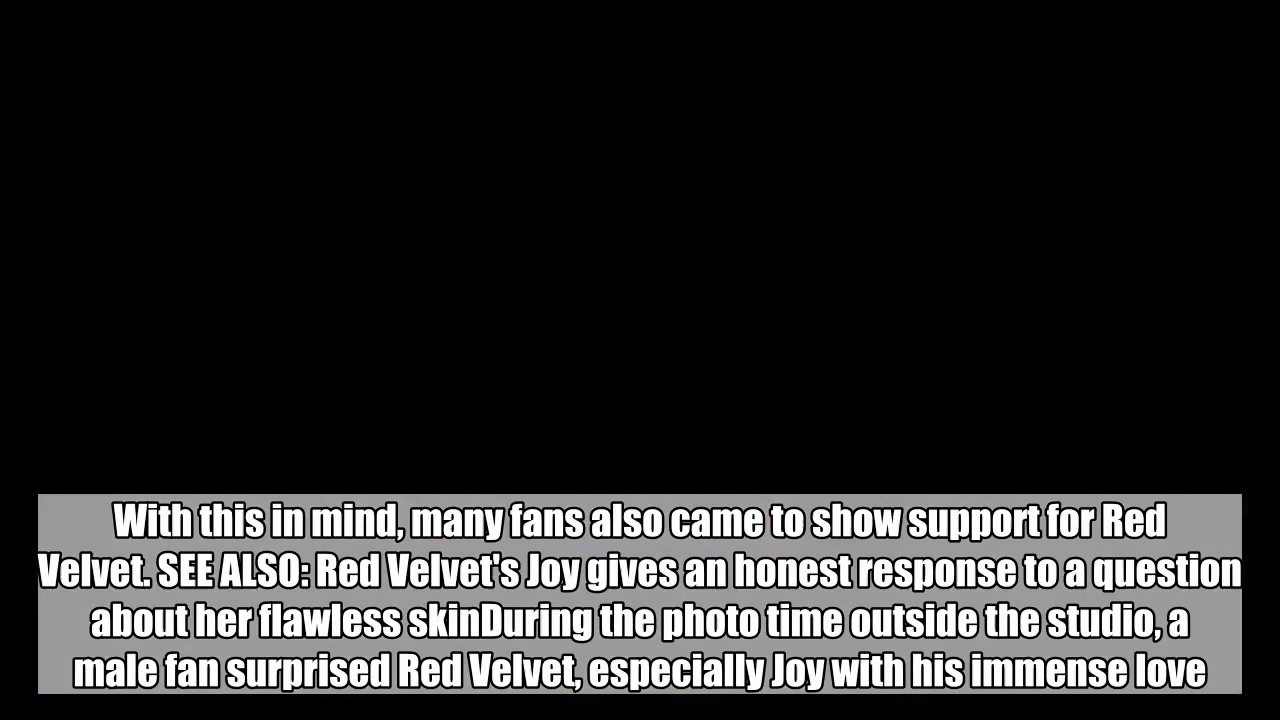 With this in mind, many fans also came to show support for Red
Velvet. SEE ALSO: Red Velvet's Joy gives an honest response to a question
about her flawless skinDuring the photo time outside the studio, a
male fan surprised Red Velvet, especially Joy with his immense love